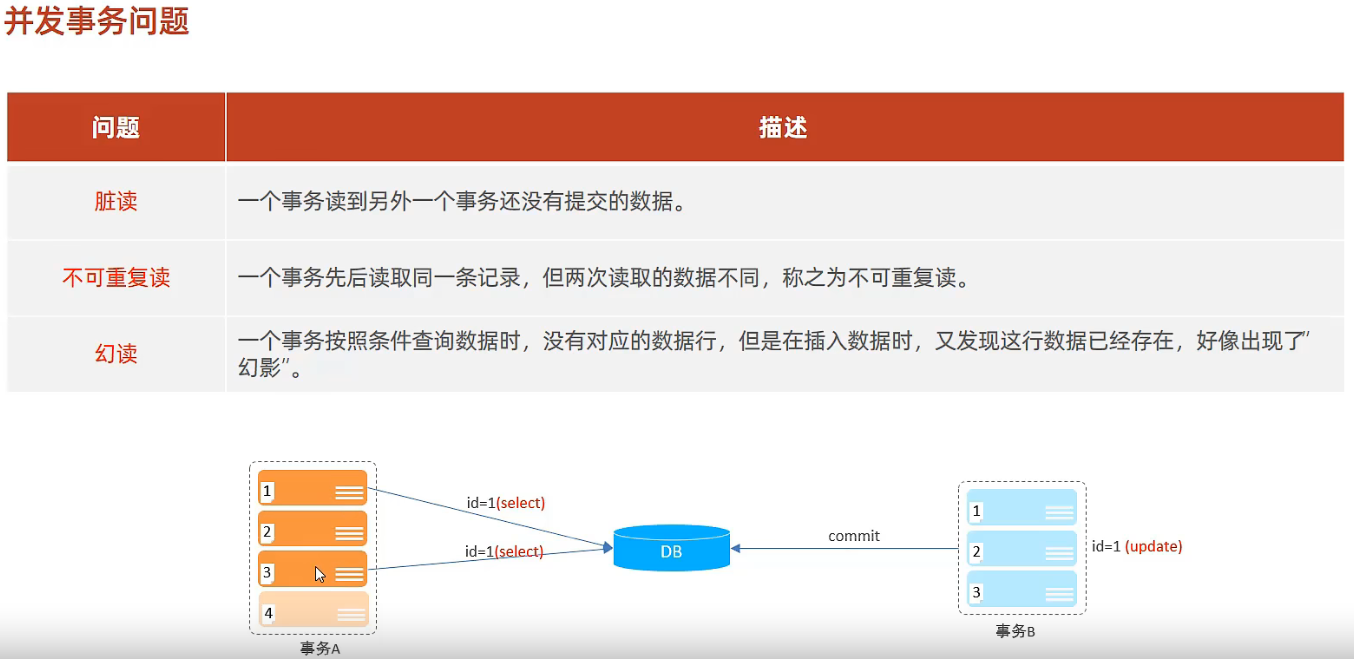 并发事务问题
问题
描述
脏读
一个事务读到另外一个事务还没有提交的数据。
不可重复读
一个事务先后读取同一条记录，但两次读取的数据不同，称之为不可重复读。
幻读
一个事务按照条件查询数据时，没有对应的数据行，但是在插入数据时，又发现这行数据已经存在，好像出现了”
幻影”。
1
2
3
4
事务A
id=1(select)
id=1(select)
DB
commit
1
2
3
id=1 (update)
事务B